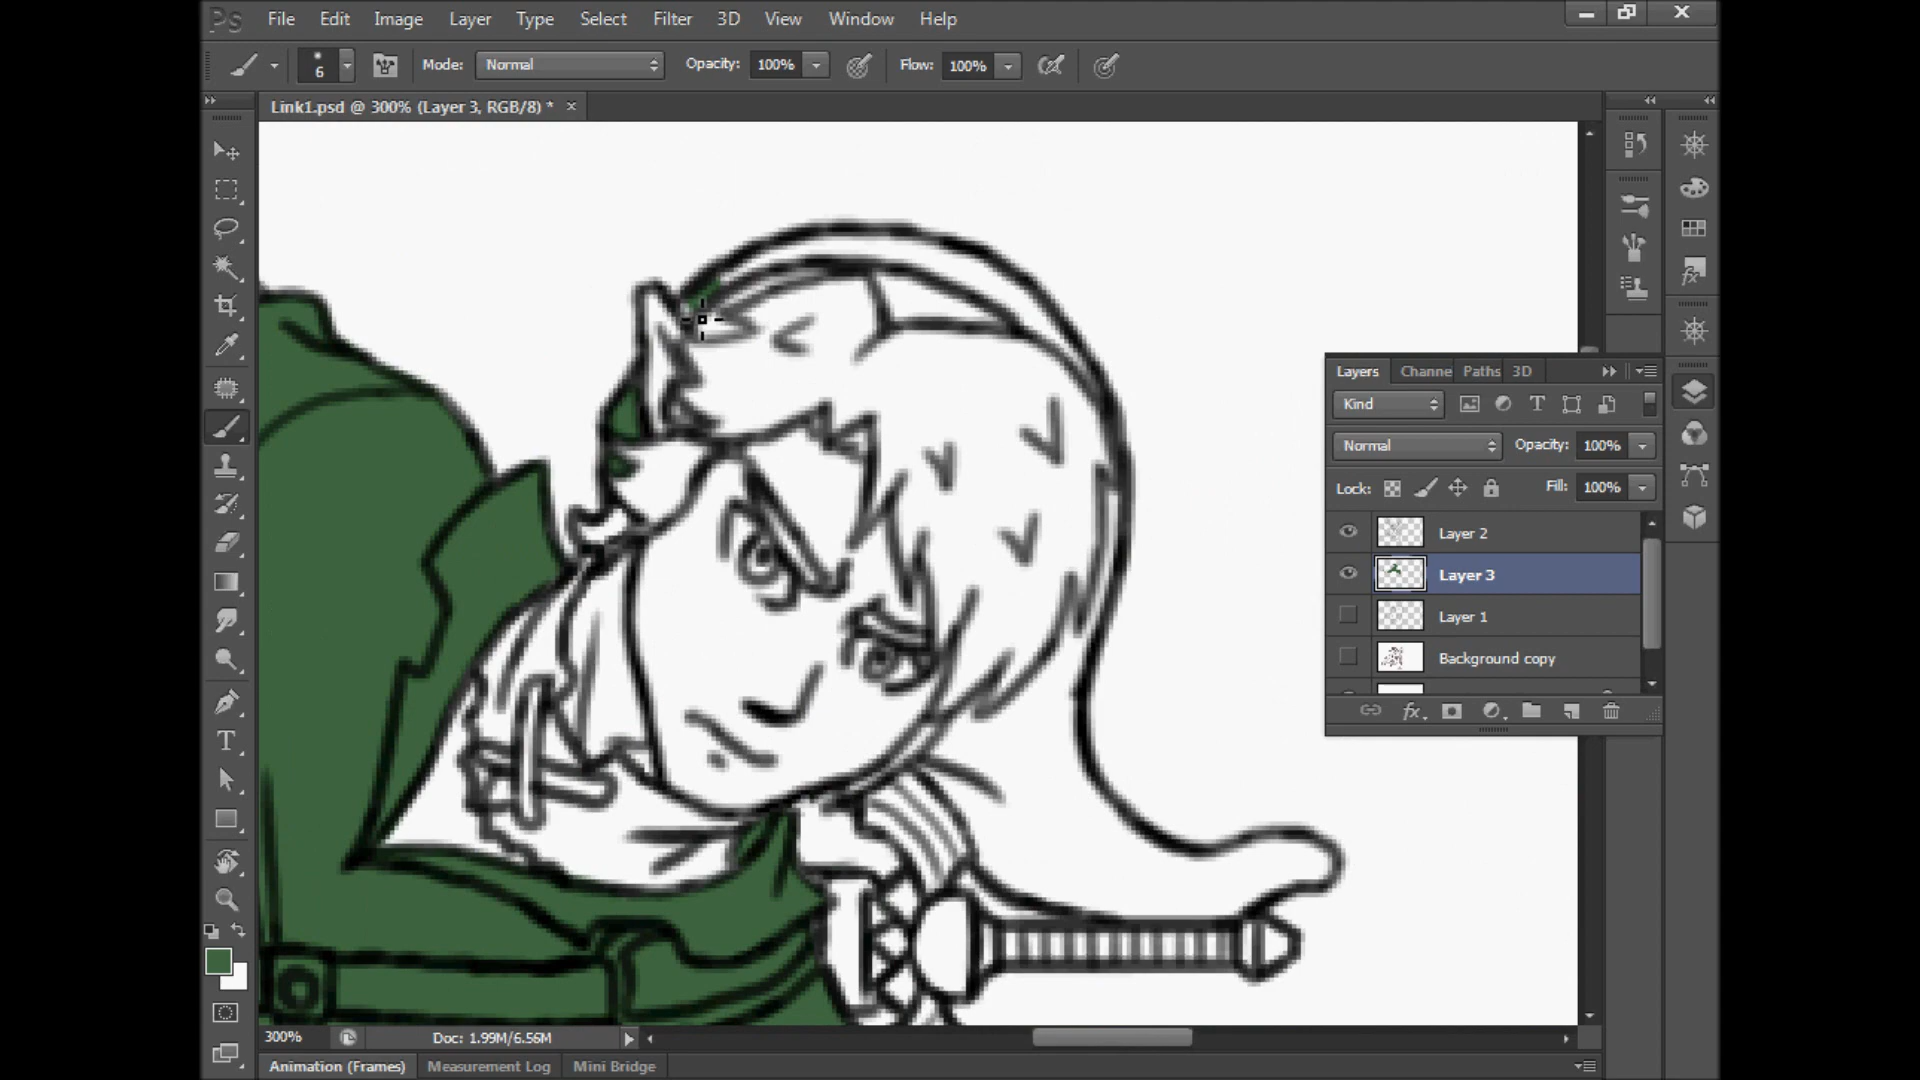 Ps File Edit Image Layer Type Select Filter 3D View Window Help
6 Mode: Normal Opacity: 100% Flow: 100%
Link1.psd @ 300% (Layer 3, RGB/8) * ×
Layers Channe Paths 3D
Kind
Normal Opacity: 100%
Lock: Fill: 100%
Layer 2
Layer 3
Layer 1
Background copy
300% Doc: 1.99M/6.56M
Animation (Frames) Measurement Log Mini Bridge